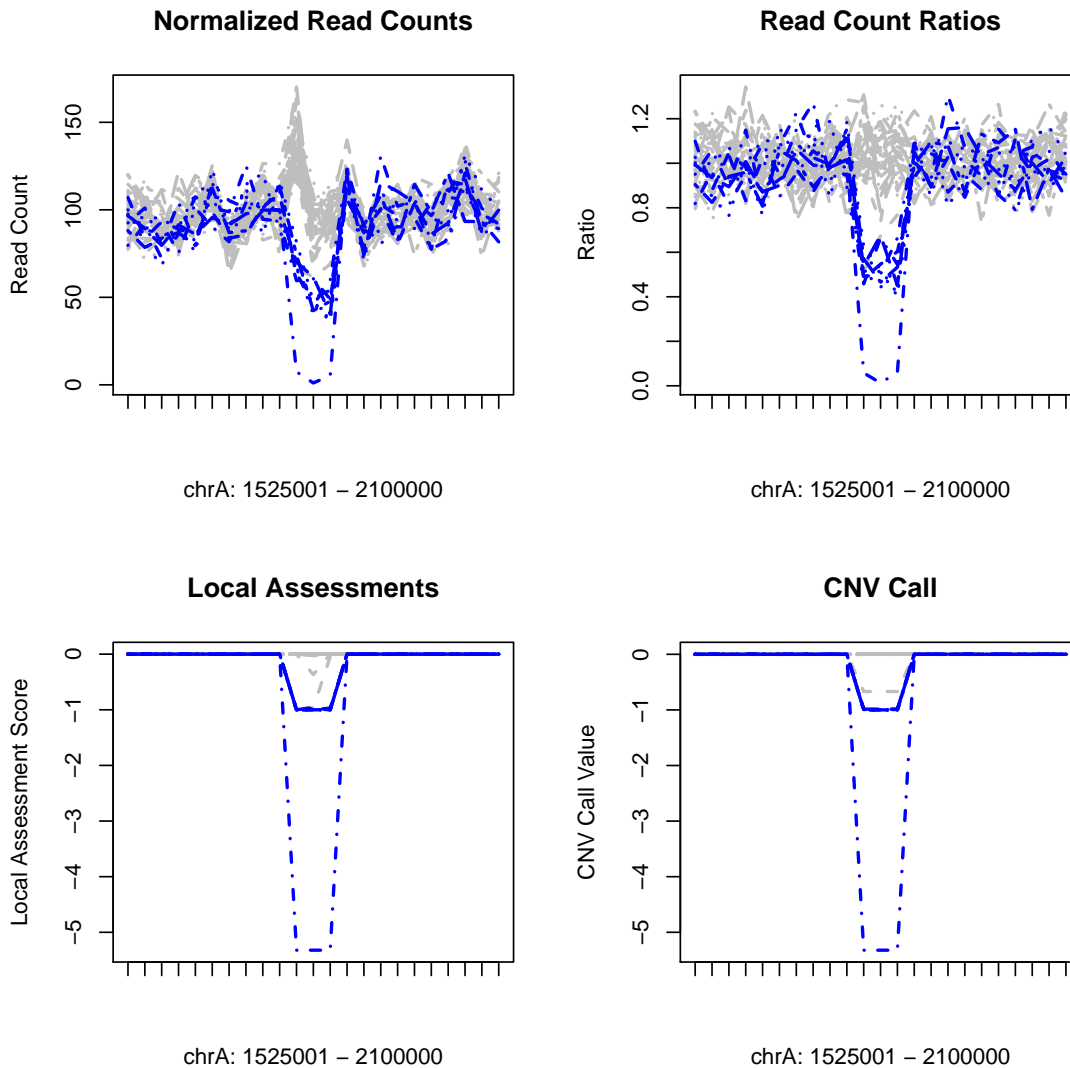 Normalized Read Counts
Read Count
0
50
100
150
chrA: 1525001 − 2100000
Read Count Ratios
Ratio
0.0
0.4
0.8
1.2
chrA: 1525001 − 2100000
Local Assessments
Local Assessment Score
−5
−4
−3
−2
−1
0
chrA: 1525001 − 2100000
CNV Call
CNV Call Value
−5
−4
−3
−2
−1
0
chrA: 1525001 − 2100000